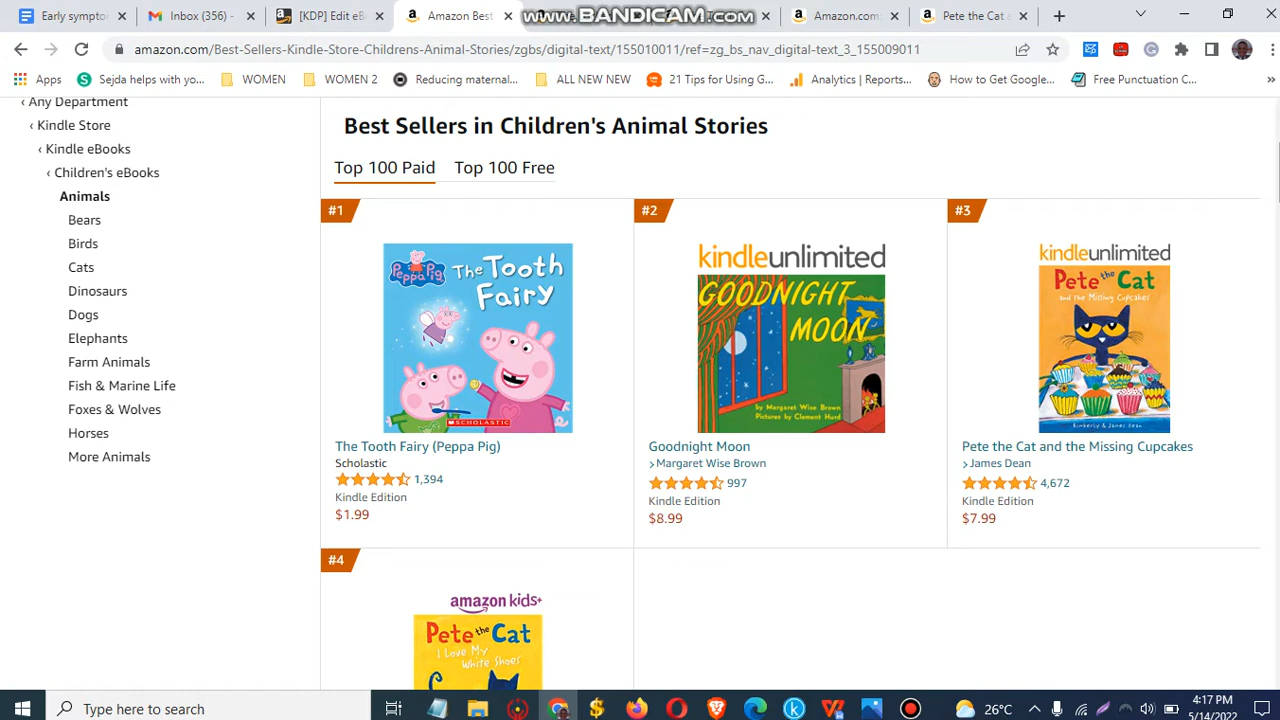 Early sympto
Inbox (356) -
[KDP] Edit eB
Amazon Best
Amazon.com
Pete the Cat a
www.BANDICAM.com
amazon.com/Best-Sellers-Kindle-Store-Childrens-Animal-Stories/zgbs/digital-text/155010011/ref=zg_bs_nav_digital-text_3_155009011
Apps
Sejda helps with yo...
WOMEN
WOMEN 2
Reducing maternal...
ALL NEW NEW
21 Tips for Using G...
Analytics | Reports...
How to Get Google...
Free Punctuation C...
»
‹ Any Department
‹ Kindle Store
‹ Kindle eBooks
‹ Children's eBooks
Animals
Bears
Birds
Cats
Dinosaurs
Dogs
Elephants
Farm Animals
Fish & Marine Life
Foxes & Wolves
Horses
More Animals
Best Sellers in Children's Animal Stories
Top 100 Paid
Top 100 Free
#1
Peppa Pig
The Tooth
Fairy
SCHOLASTIC
The Tooth Fairy (Peppa Pig)
Scholastic
1,394
Kindle Edition
$1.99
#2
kindleunlimited
GOODNIGHT
MOON
by Margaret Wise Brown
Pictures by Clement Hurd
Goodnight Moon
› Margaret Wise Brown
997
Kindle Edition
$8.99
#3
kindleunlimited
Pete the Cat
and the Missing Cupcakes
Kimberly & James Dean
Pete the Cat and the Missing Cupcakes
› James Dean
4,672
Kindle Edition
$7.99
#4
amazon kids+
Pete the Cat
I Love My
White Shoes
Type here to search
26°C
4:17 PM
5/14/2022